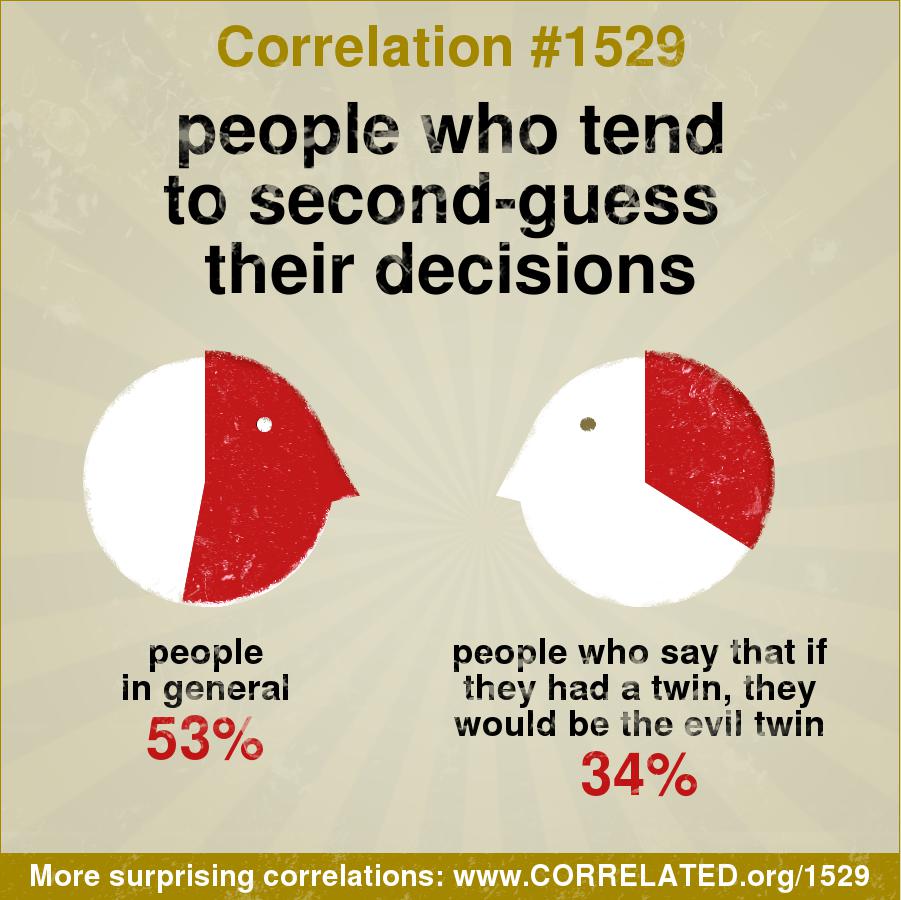 Correlation #1529
people who tend
to second-guess
their decisions
people
in general
53%
people who say that if
they had a twin, they
would be the evil twin
34%
More surprising correlations: www.CORRELATED.org/1529